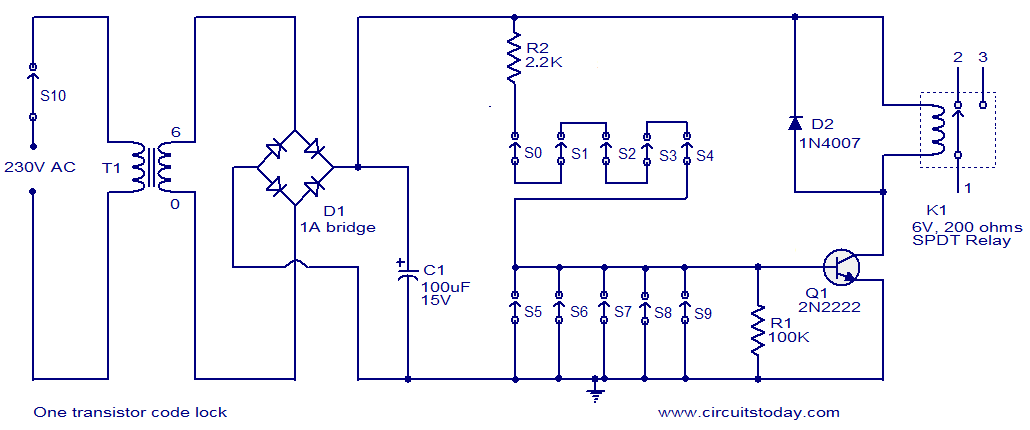 S10
230V AC
T1
6
0
D1
1A bridge
+
C1
100uF
15V
R2
2.2K
S0
S1
S2
S3
S4
S5
S6
S7
S8
S9
R1
100K
D2
1N4007
Q1
2N2222
2
3
1
K1
6V, 200 ohms
SPDT Relay
One transistor code lock
www.circuitstoday.com